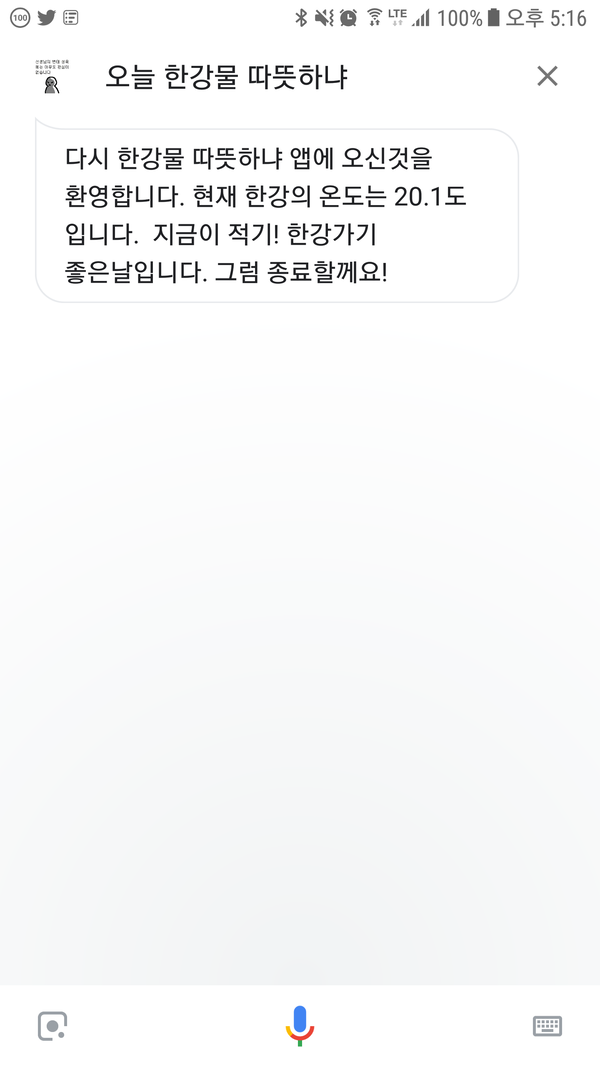 100
LTE
100%
오후 5:16
오늘 한강물 따뜻하냐
다시 한강물 따뜻하냐 앱에 오신것을
환영합니다. 현재 한강의 온도는 20.1도
입니다.  지금이 적기! 한강가기
좋은날입니다. 그럼 종료할께요!